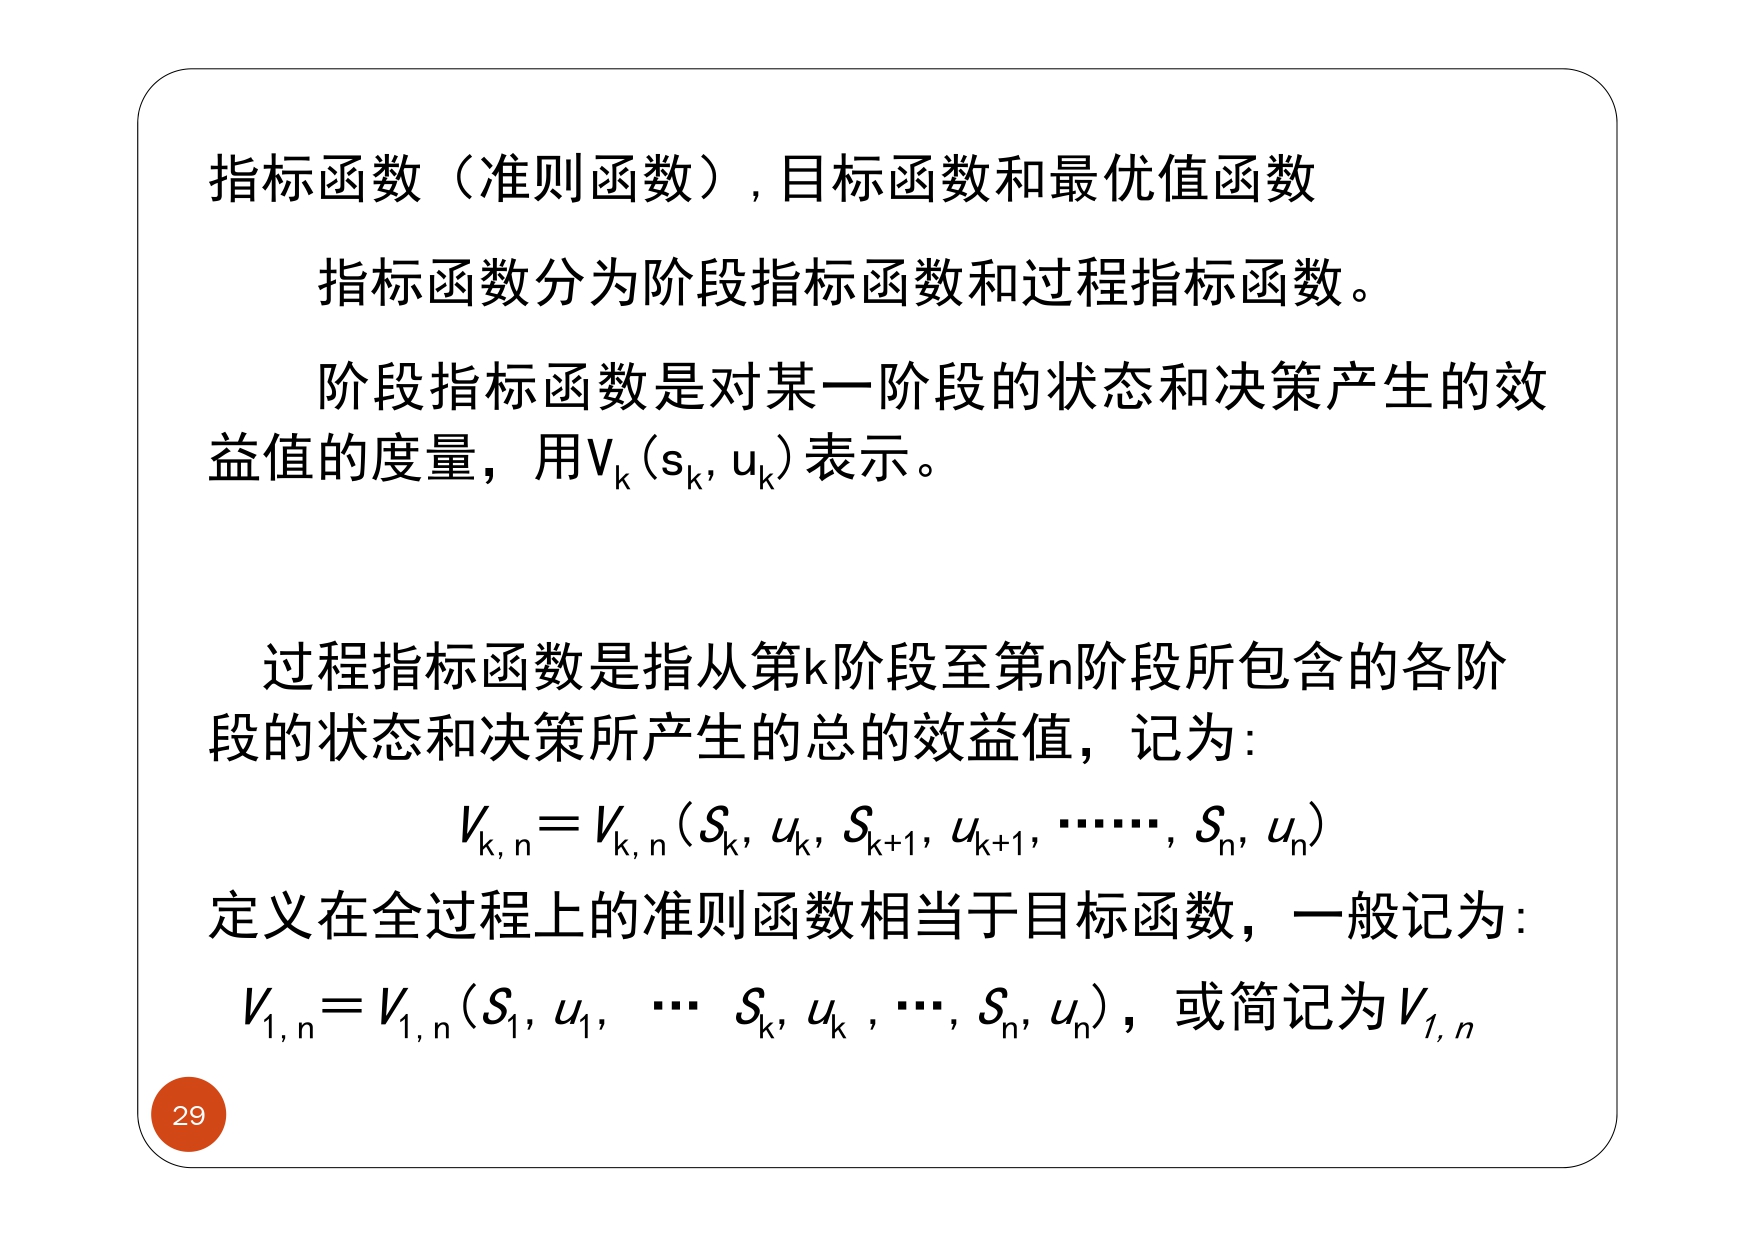 指标函数（准则函数）,目标函数和最优值函数
指标函数分为阶段指标函数和过程指标函数。
阶段指标函数是对某一阶段的状态和决策产生的效
益值的度量，用Vₖ(sₖ,uₖ)表示。
过程指标函数是指从第k阶段至第n阶段所包含的各阶
段的状态和决策所产生的总的效益值，记为:
V_{k,n}＝V_{k,n}(S_k,u_k,S_{k+1},u_{k+1},……,S_n,u_n)
定义在全过程上的准则函数相当于目标函数，一般记为:
V_{1,n}＝V_{1,n}(S_1,u_1, … S_k,u_k ,…,S_n,u_n)，或简记为V_{1,n}
29